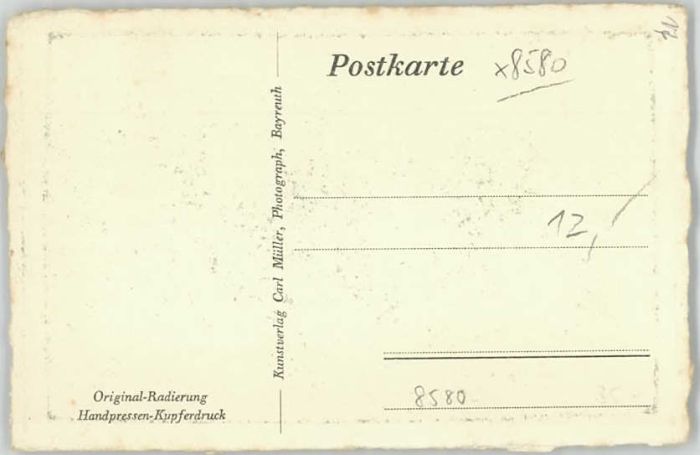 Postkarte x8580
Kunstverlag Carl Müller, Photograph, Bayreuth
12,
8580
Original-Radierung
Handpressen-Kupferdruck